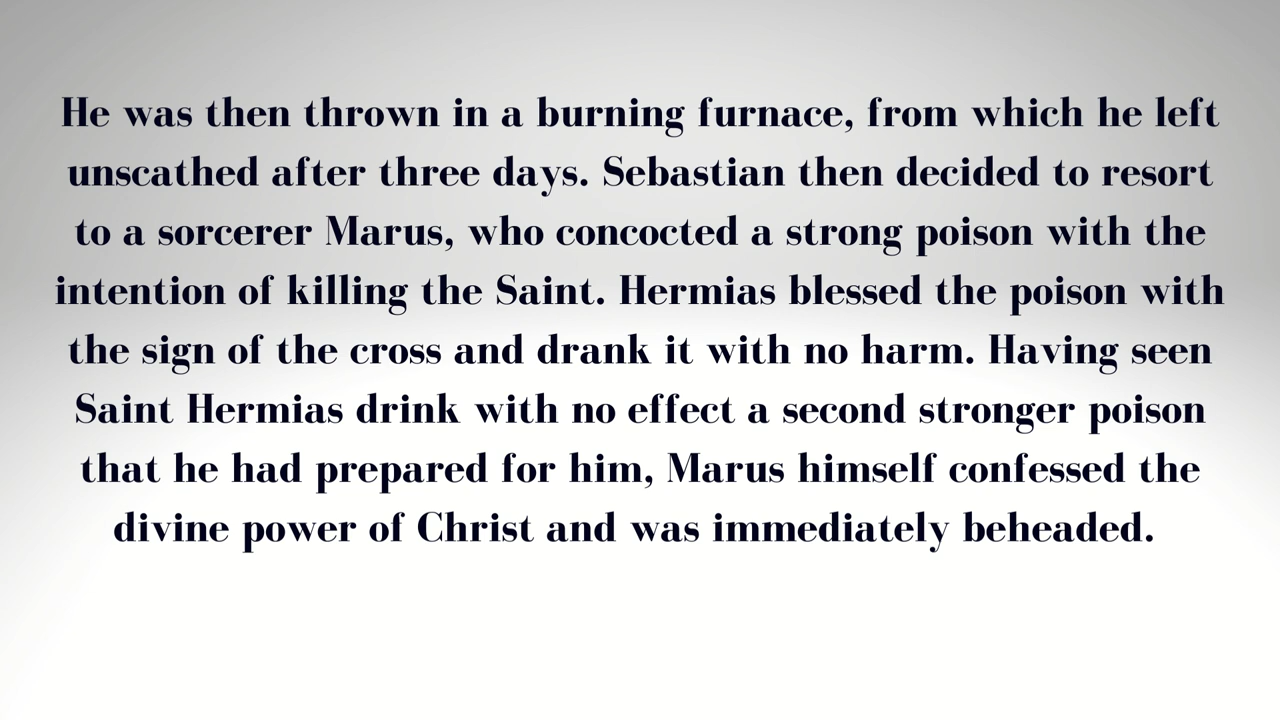 He was then thrown in a burning furnace, from which he left
unscathed after three days. Sebastian then decided to resort
to a sorcerer Marus, who concocted a strong poison with the
intention of killing the Saint. Hermias blessed the poison with
the sign of the cross and drank it with no harm. Having seen
Saint Hermias drink with no effect a second stronger poison
that he had prepared for him, Marus himself confessed the
divine power of Christ and was immediately beheaded.